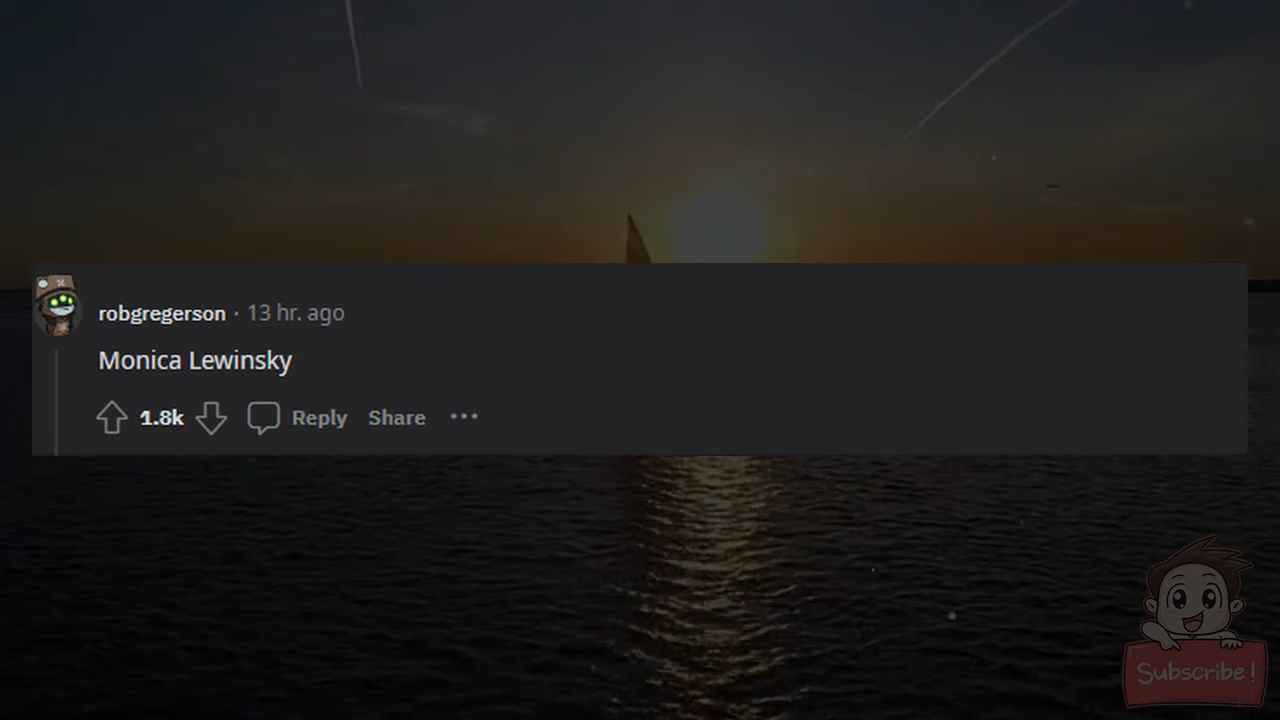 robgregerson · 13 hr. ago
Monica Lewinsky
1.8k Reply Share ···
Subscribe!